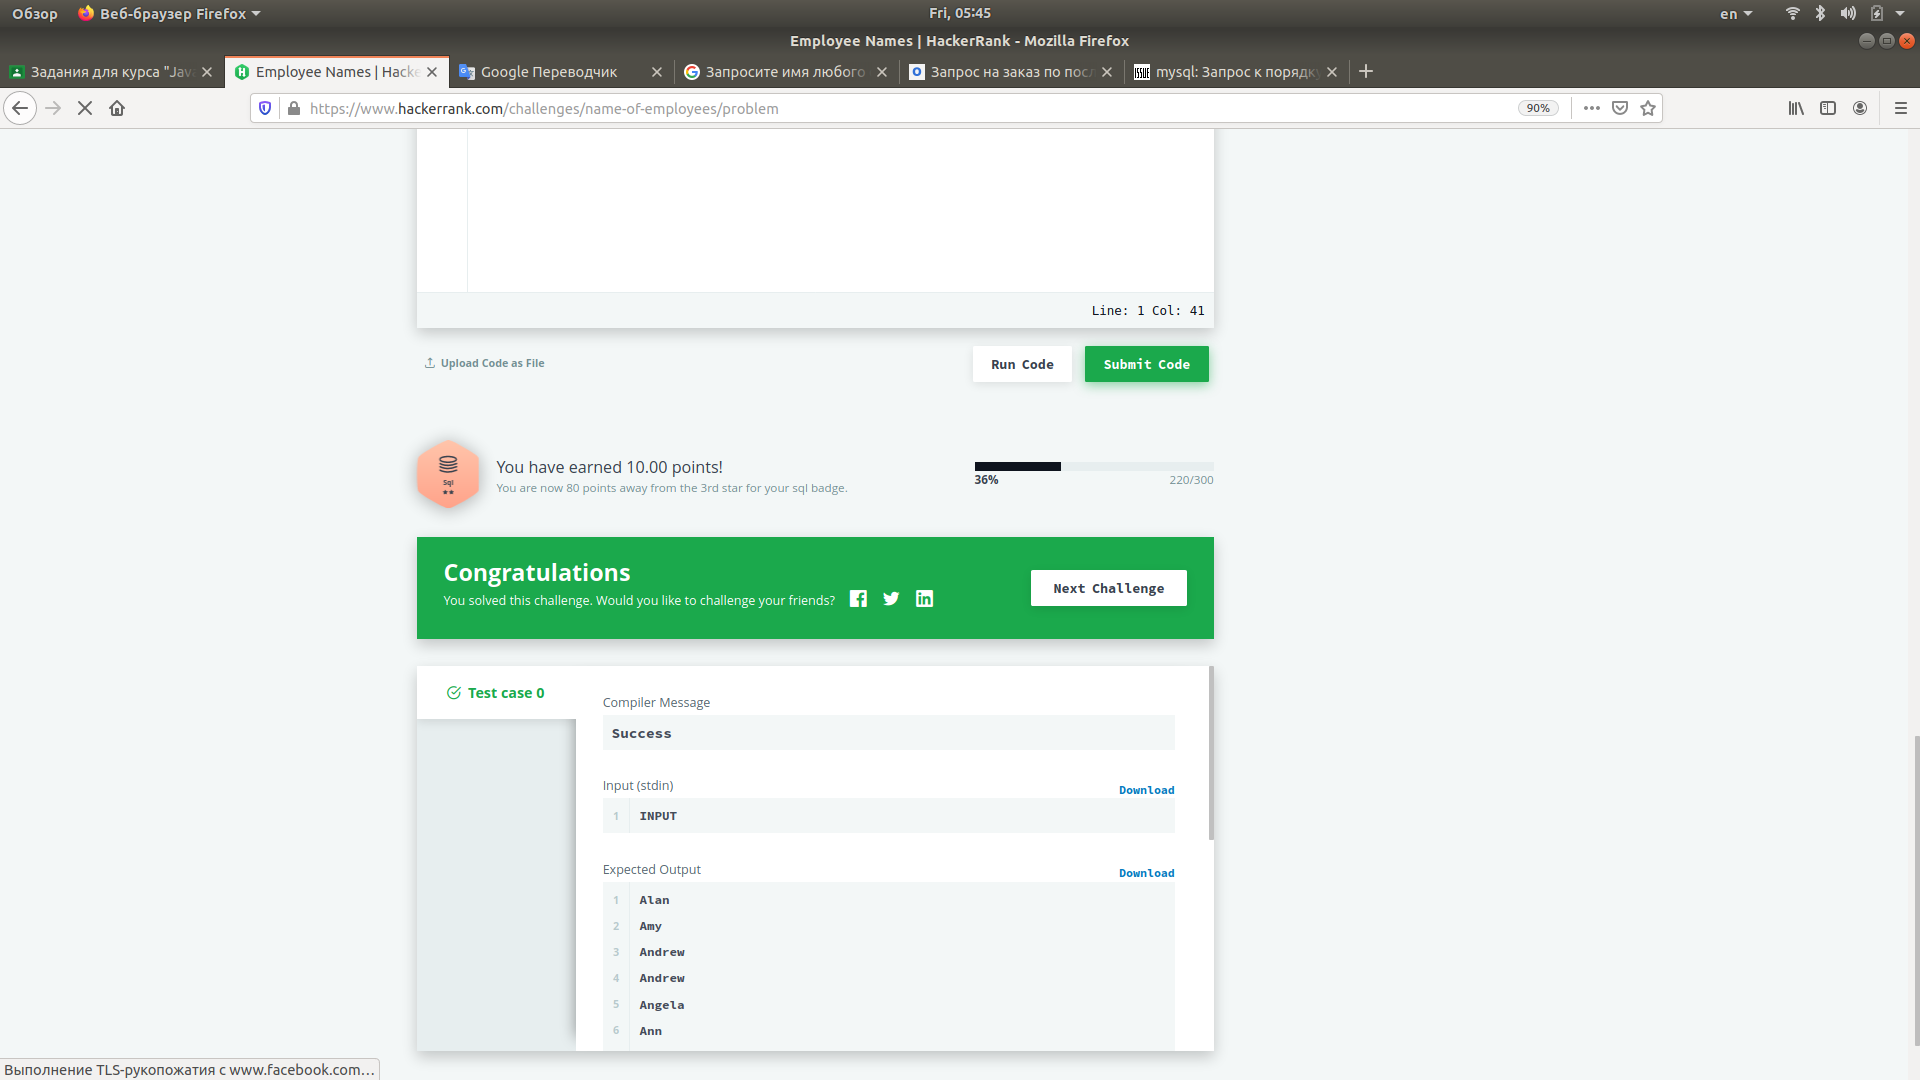 Обзор
Веб-браузер Firefox
Fri, 05:45
en
Employee Names | HackerRank - Mozilla Firefox
Задания для курса "Jav
Employee Names | Hacke
Google Переводчик
Запросите имя любого
Запрос на заказ по посл
ISSUE
mysql: Запрос к порядку
https://www.hackerrank.com/challenges/name-of-employees/problem
90%
Line: 1 Col: 41
Upload Code as File
Run Code
Submit Code
Sql
You have earned 10.00 points!
You are now 80 points away from the 3rd star for your sql badge.
36%
220/300
Congratulations
You solved this challenge. Would you like to challenge your friends?
Next Challenge
Test case 0
Compiler Message
Success
Input (stdin)
Download
1 INPUT
Expected Output
Download
1 Alan
2 Amy
3 Andrew
4 Andrew
5 Angela
6 Ann
Выполнение TLS-рукопожатия с www.facebook.com…